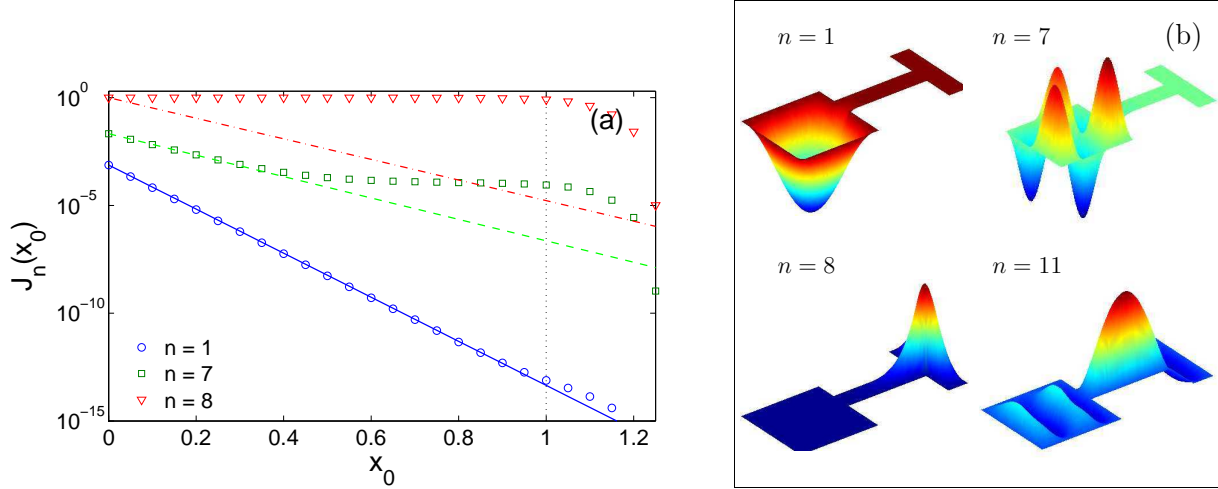 (a)
J_n(x_0)
10^0
10^{-5}
10^{-10}
10^{-15}
n = 1
n = 7
n = 8
0 0.2 0.4 0.6 0.8 1 1.2
x_0
n = 1 n = 7 (b)
n = 8 n = 11